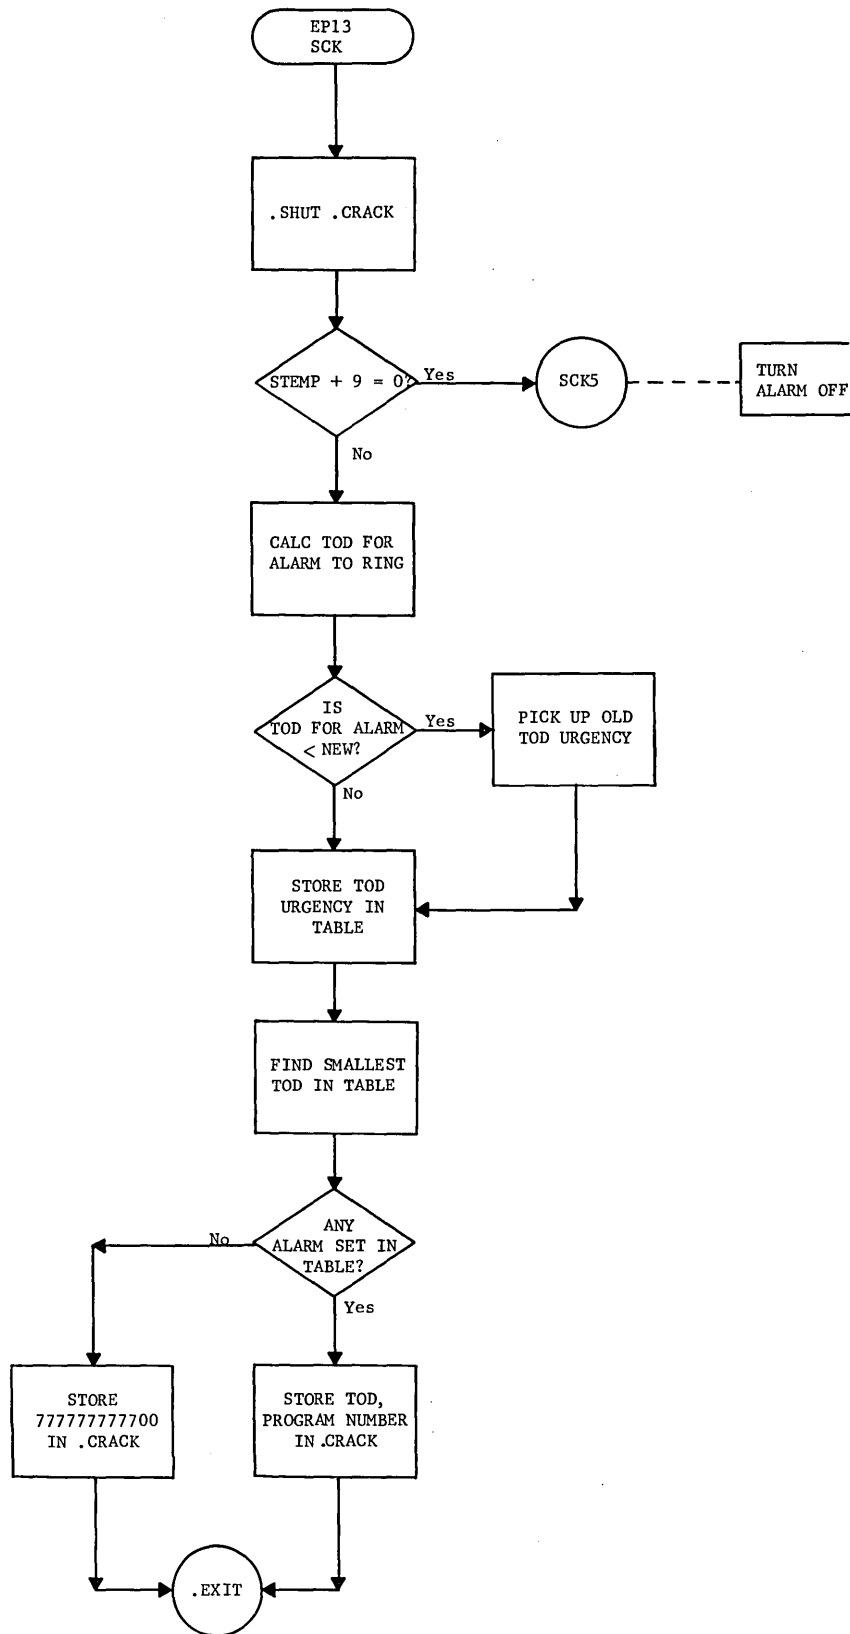 EP13
SCK
.SHUT .CRACK
STEMP + 9 = 0?
Yes
SCK5
TURN
ALARM OFF
No
CALC TOD FOR
ALARM TO RING
IS
TOD FOR ALARM
< NEW?
Yes
PICK UP OLD
TOD URGENCY
No
STORE TOD
URGENCY IN
TABLE
FIND SMALLEST
TOD IN TABLE
ANY
ALARM SET IN
TABLE?
No
Yes
STORE
777777777700
IN .CRACK
STORE TOD,
PROGRAM NUMBER
IN .CRACK
.EXIT